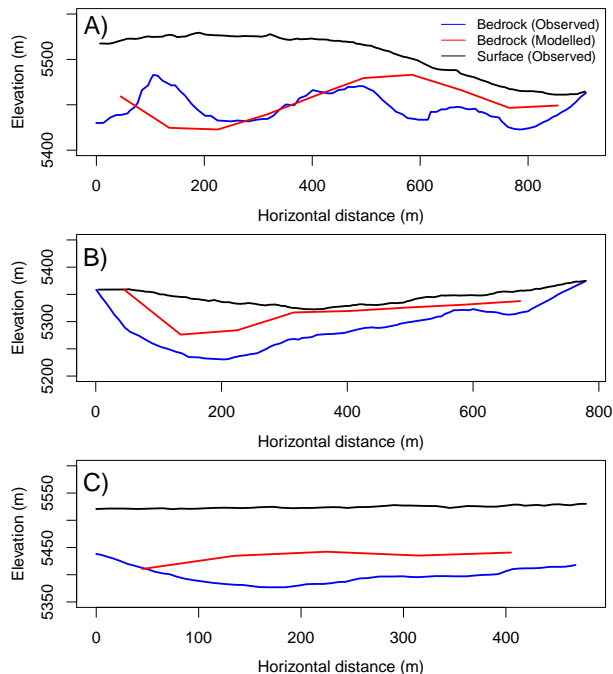 A)
Bedrock (Observed)
Bedrock (Modelled)
Surface (Observed)
Elevation (m)
5500
5400
0 200 400 600 800
Horizontal distance (m)
B)
Elevation (m)
5400
5300
5200
0 200 400 600 800
Horizontal distance (m)
C)
Elevation (m)
5550
5450
5350
0 100 200 300 400
Horizontal distance (m)